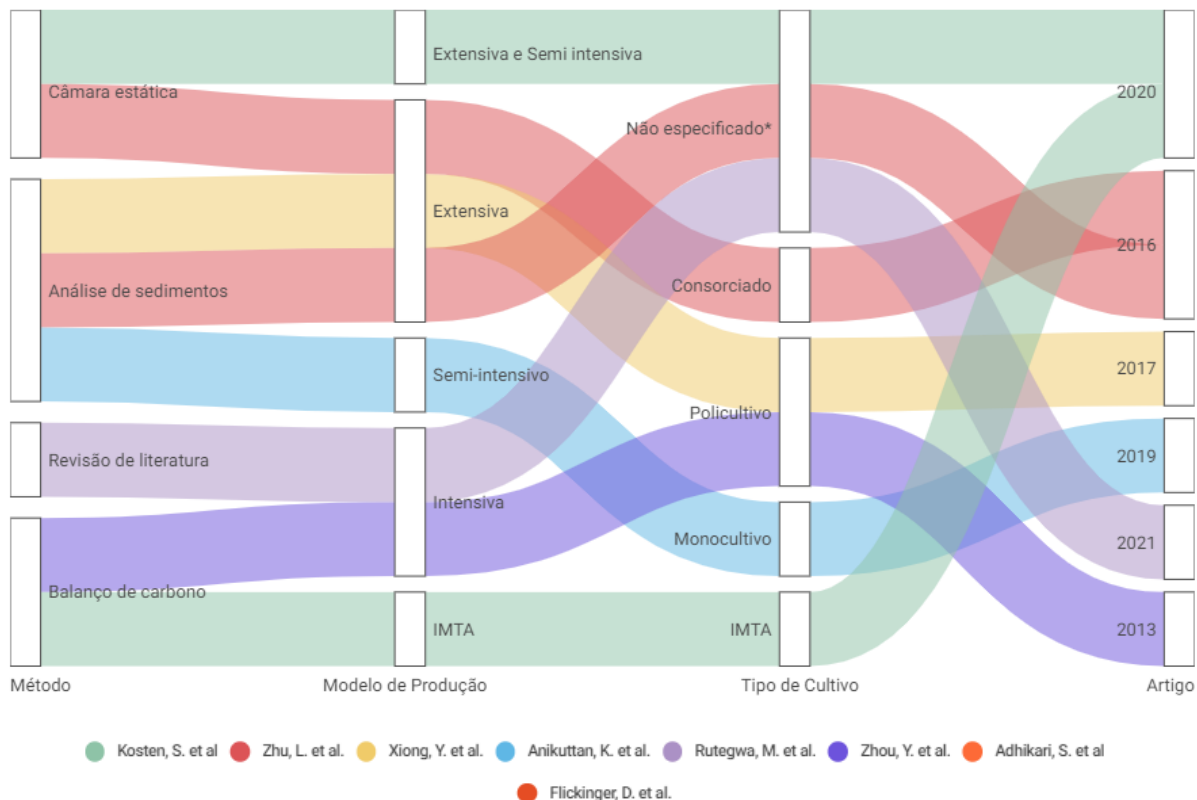 Câmara estática
Análise de sedimentos
Revisão de literatura
Balanço de carbono
Método
Extensiva e Semi intensiva
Extensiva
Semi-intensivo
Intensiva
IMTA
Modelo de Produção
Não especificado*
Consorciado
Policultivo
Monocultivo
IMTA
Tipo de Cultivo
2020
2016
2017
2019
2021
2013
Artigo
Kosten, S. et al Zhu, L. et al. Xiong, Y. et al. Anikuttan, K. et al. Rutegwa, M. et al. Zhou, Y. et al. Adhikari, S. et al
Flickinger, D. et al.